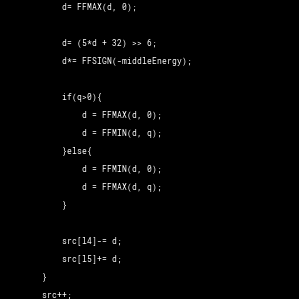 d= FFMAX(d, 0);
d= (5*d + 32) >> 6;
d*= FFSIGN(-middleEnergy);
if(q>0){
d = FFMAX(d, 0);
d = FFMIN(d, q);
}else{
d = FFMIN(d, 0);
d = FFMAX(d, q);
}
src[l4]-= d;
src[l5]+= d;
}
src++;